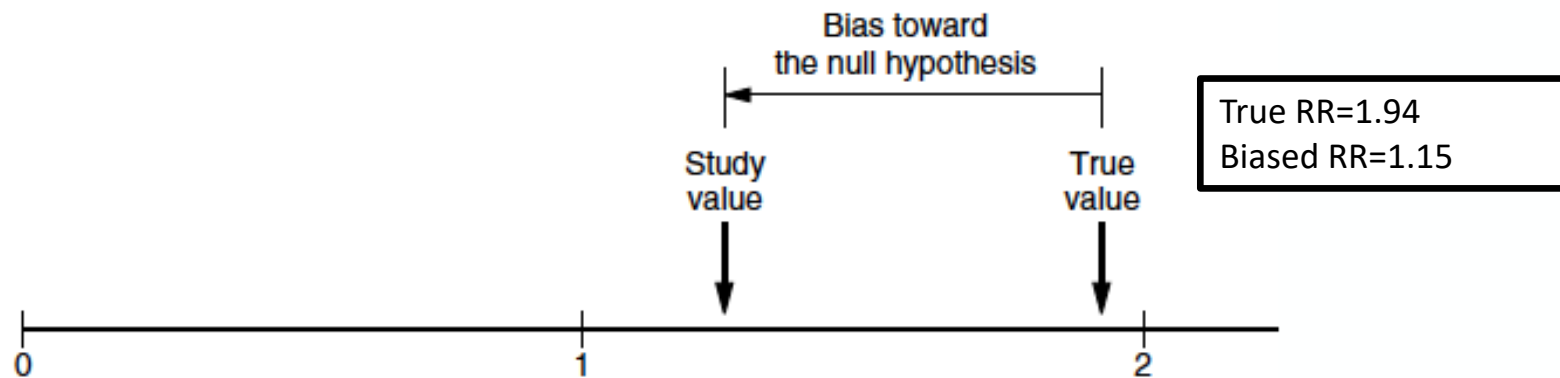 Bias toward
the null hypothesis
True RR=1.94
Biased RR=1.15
Study
value
True
value
0
1
2